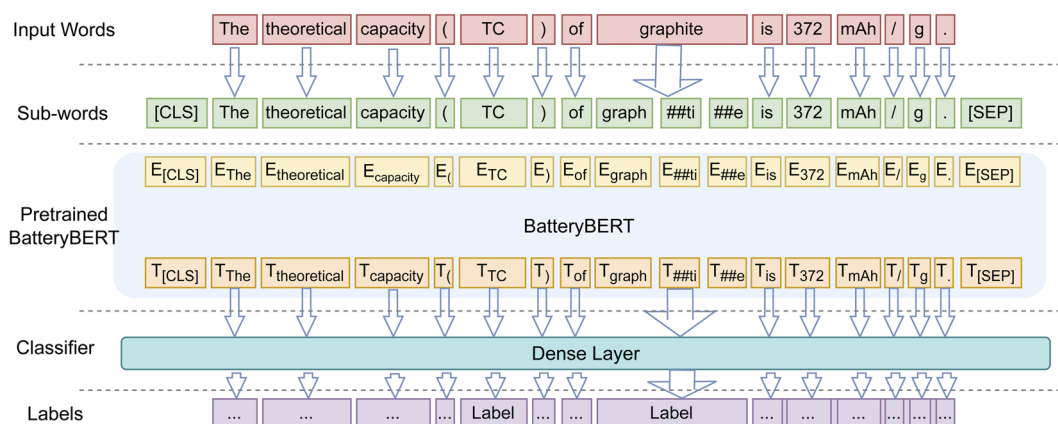 Input Words The theoretical capacity ( TC ) of graphite is 372 mAh / g .
Sub-words [CLS] The theoretical capacity ( TC ) of graph ##ti ##e is 372 mAh / g . [SEP]
E[CLS] EThe Etheoretical Ecapacity E( ETC E) Eof Egraph E##ti E##e Eis E372 EmAh E/ Eg E. E[SEP]
Pretrained
BatteryBERT
BatteryBERT
T[CLS] TThe Ttheoretical Tcapacity T( TTC T) Tof Tgraph T##ti T##e Tis T372 TmAh T/ Tg T. T[SEP]
Classifier Dense Layer
Labels ... ... ... ... Label ... ... Label ... ... ... ... ... ...